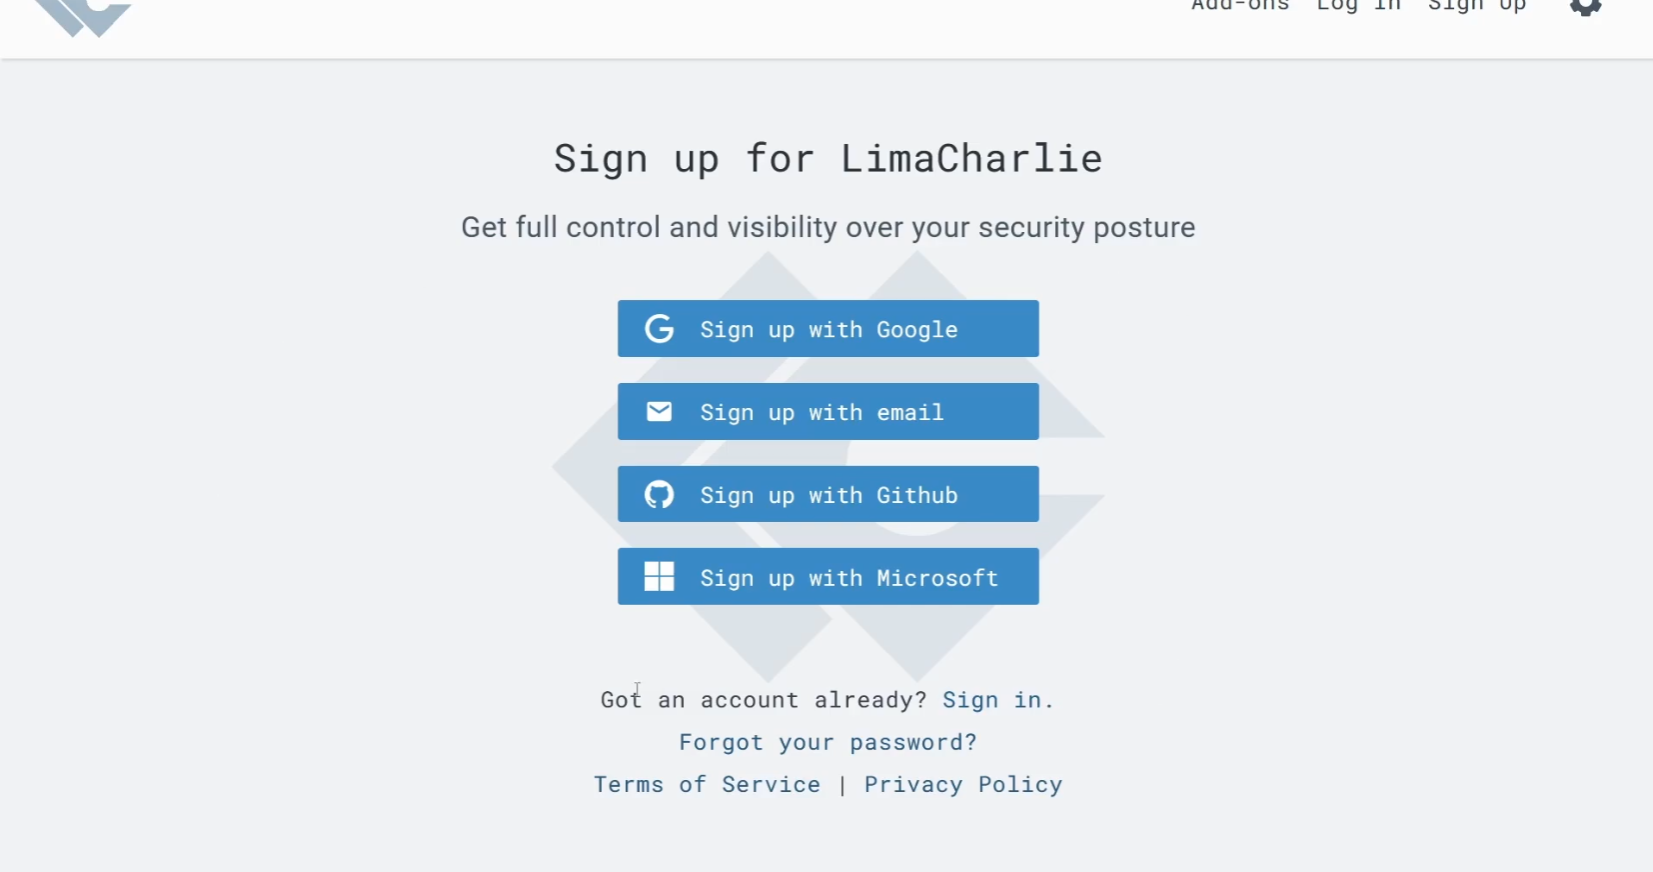 Add-ons Log In Sign Up
Sign up for LimaCharlie
Get full control and visibility over your security posture
Sign up with Google
Sign up with email
Sign up with Github
Sign up with Microsoft
Got an account already? Sign in.
Forgot your password?
Terms of Service | Privacy Policy